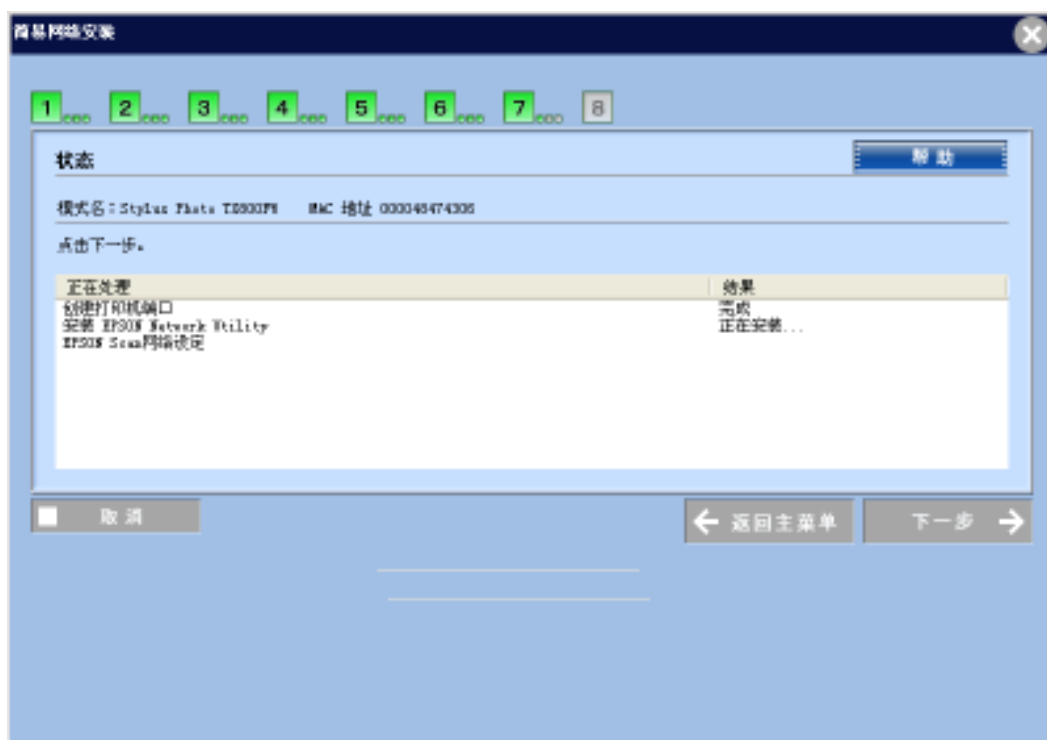 简易网络安装
1 2 3 4 5 6 7 8
状态
帮助
模式名：Stylus Photo TX800FW MAC 地址 000048474306
点击下一步。
正在处理 结果
创建打印机端口 完成
安装 EPSON Network Utility 正在安装...
EPSON Scan网络设定
取消
返回主菜单
下一步